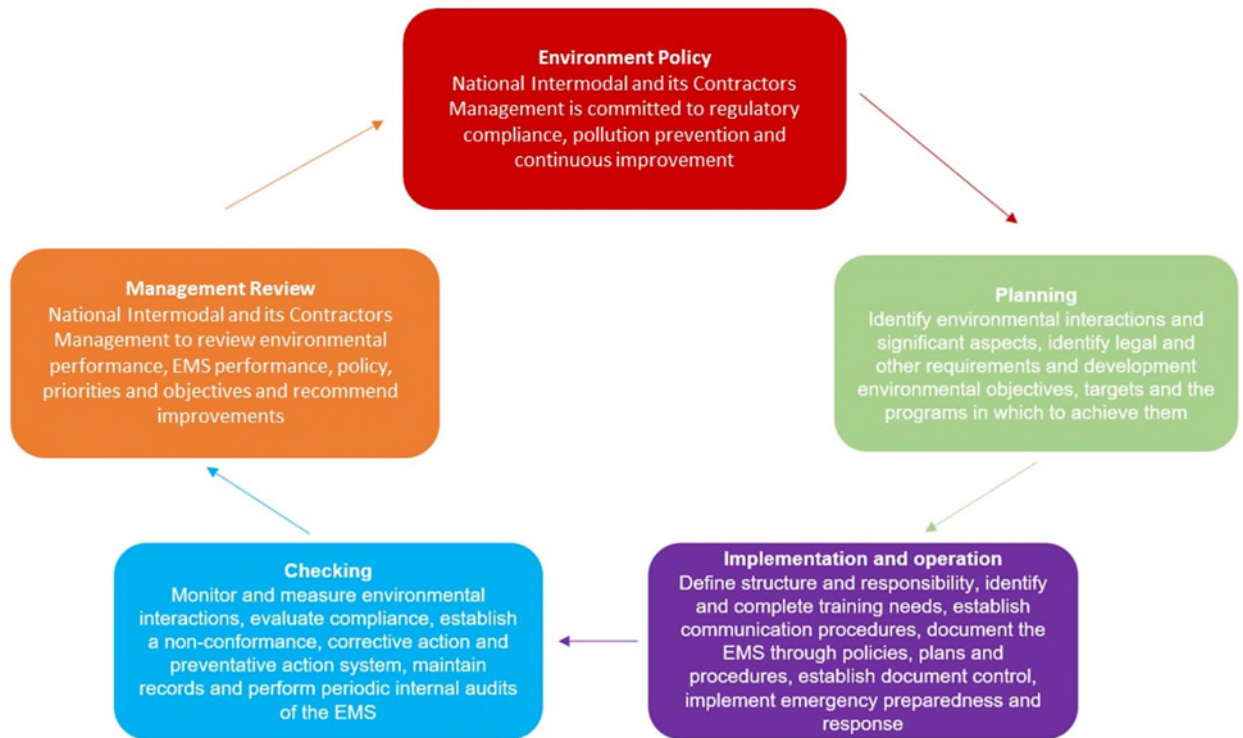 Environment Policy
National Intermodal and its Contractors
Management is committed to regulatory
compliance, pollution prevention and
continuous improvement
Planning
Identify environmental interactions and
significant aspects, identify legal and
other requirements and development
environmental objectives, targets and the
programs in which to achieve them
Implementation and operation
Define structure and responsibility, identify
and complete training needs, establish
communication procedures, document the
EMS through policies, plans and
procedures, establish document control,
implement emergency preparedness and
response
Checking
Monitor and measure environmental
interactions, evaluate compliance, establish
a non-conformance, corrective action and
preventative action system, maintain
records and perform periodic internal audits
of the EMS
Management Review
National Intermodal and its Contractors
Management to review environmental
performance, EMS performance, policy,
priorities and objectives and recommend
improvements